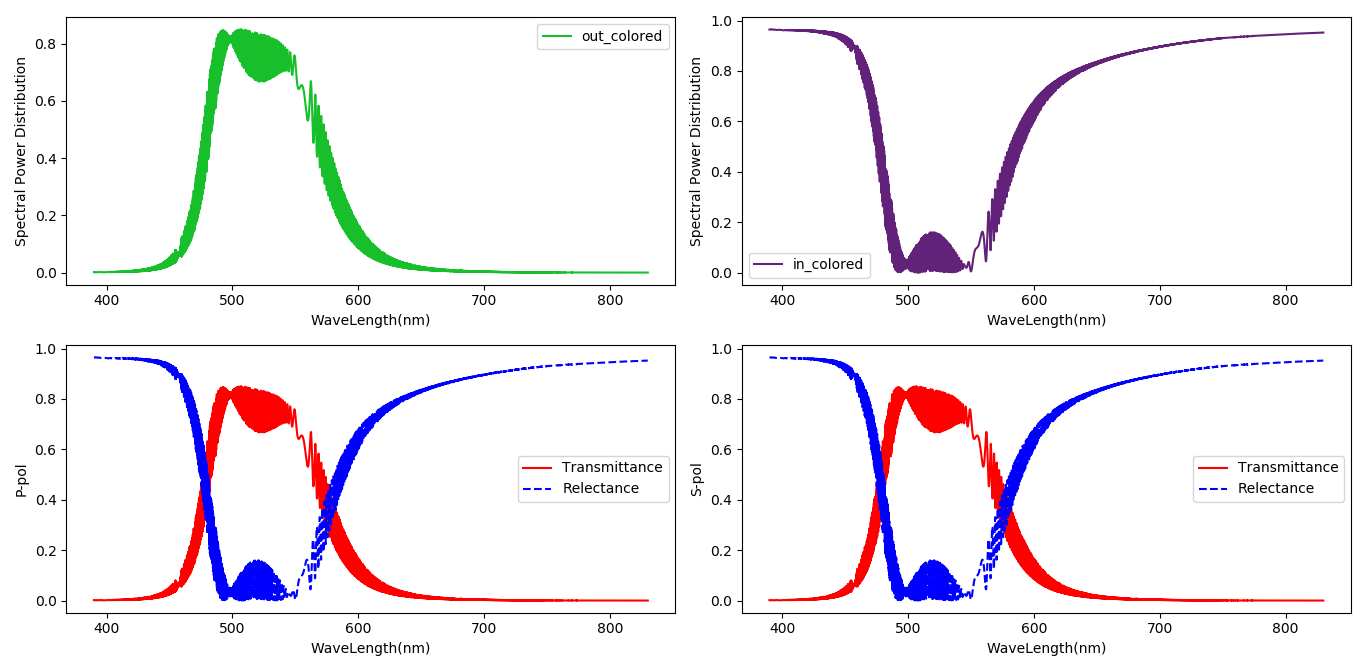 out_colored
Spectral Power Distribution
0.8
0.6
0.4
0.2
0.0
400 500 600 700 800
WaveLength(nm)
in_colored
Spectral Power Distribution
1.0
0.8
0.6
0.4
0.2
0.0
400 500 600 700 800
WaveLength(nm)
P-pol
1.0
0.8
0.6
0.4
0.2
0.0
Transmittance
Relectance
400 500 600 700 800
WaveLength(nm)
S-pol
1.0
0.8
0.6
0.4
0.2
0.0
Transmittance
Relectance
400 500 600 700 800
WaveLength(nm)